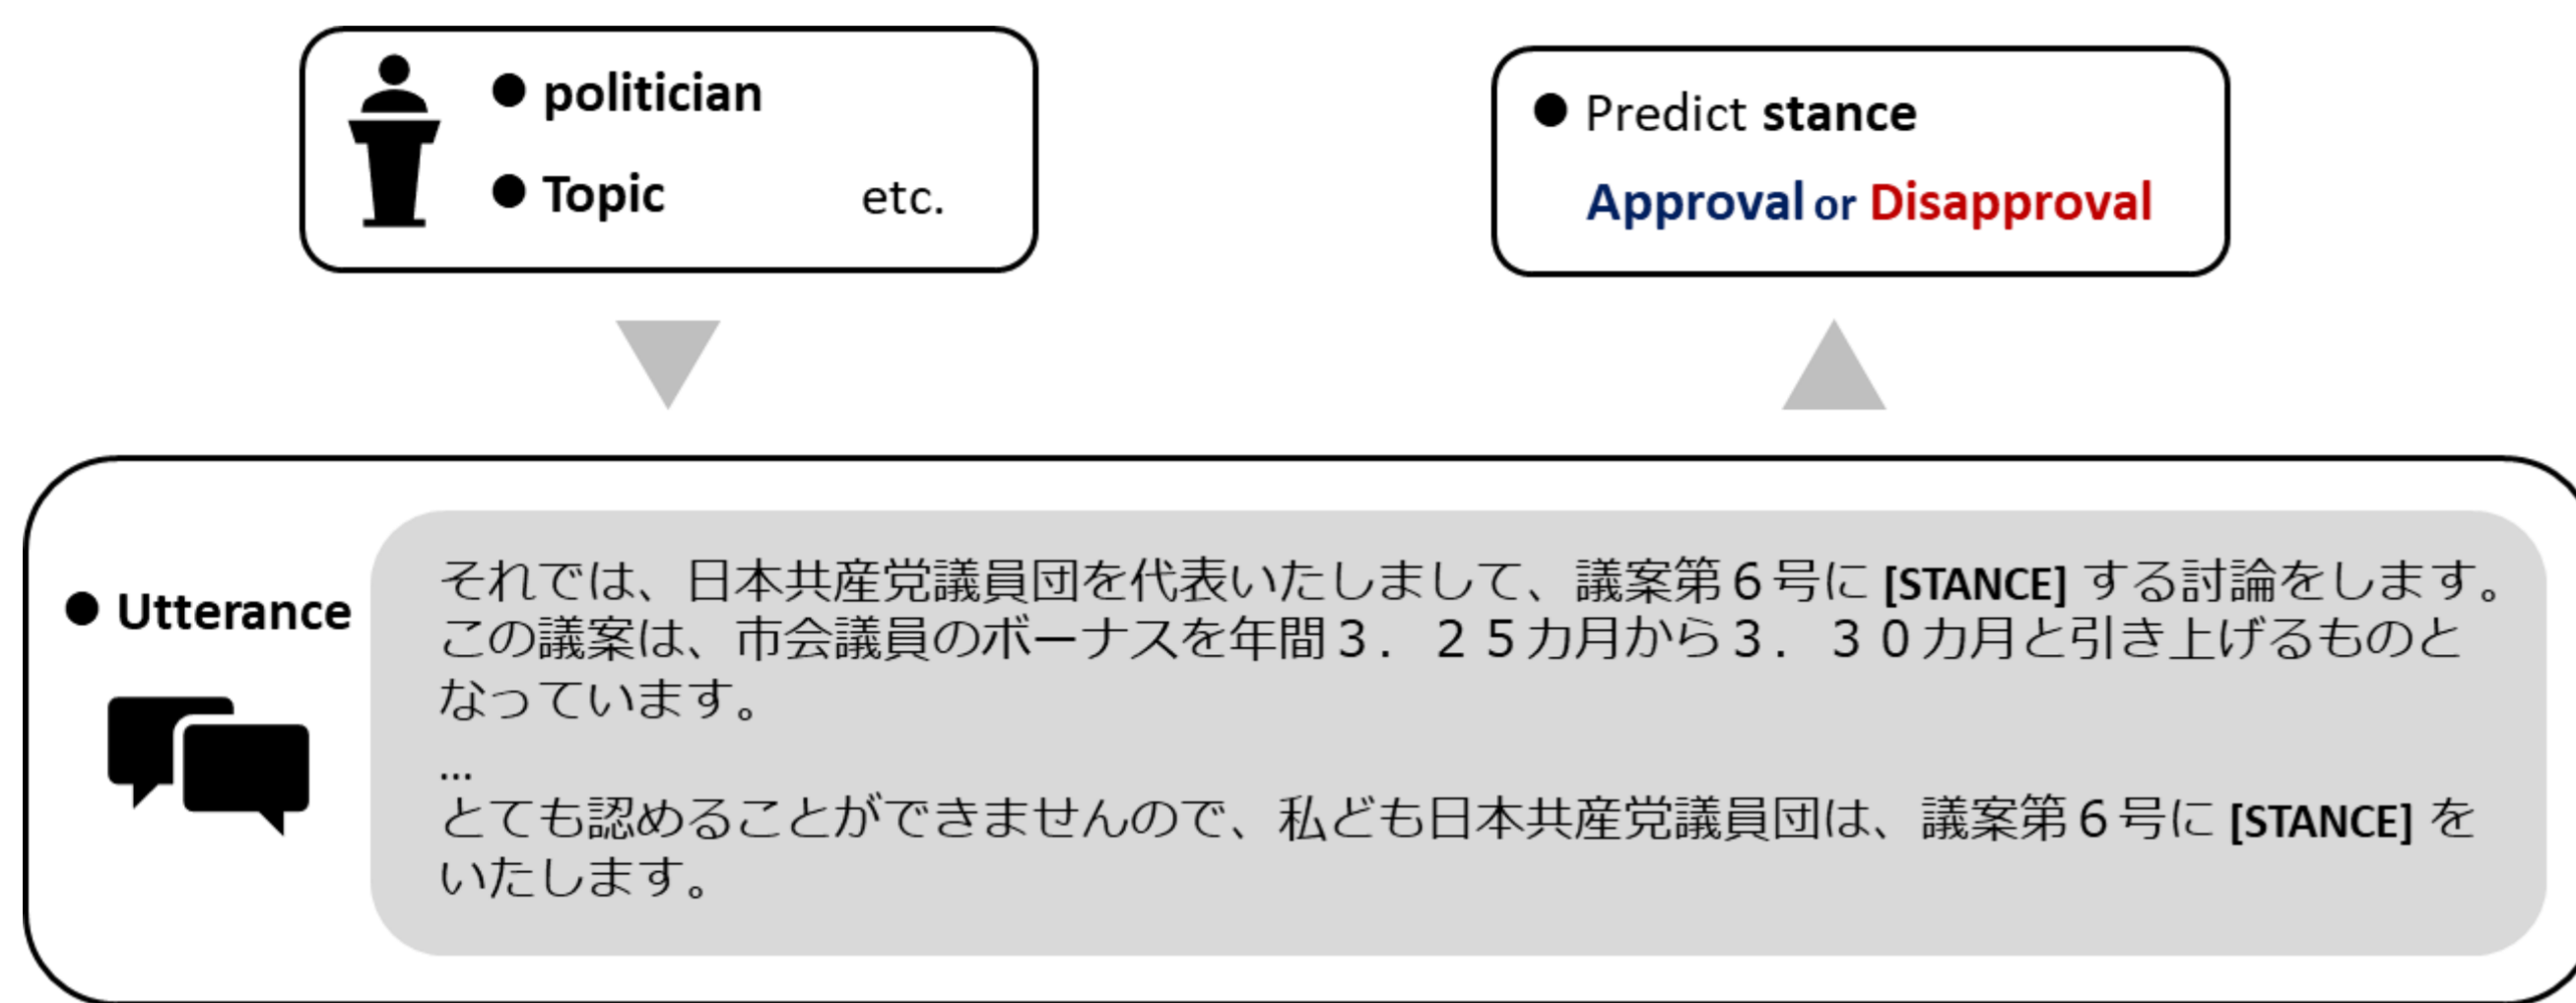 ● politician
● Topic etc.
● Predict stance
Approval or Disapproval
● Utterance
それでは、日本共産党議員団を代表いたしまして、議案第６号に [STANCE] する討論をします。
この議案は、市会議員のボーナスを年間３．２５カ月から３．３０カ月と引き上げるものと
なっています。
...
とても認めることができませんので、私ども日本共産党議員団は、議案第６号に [STANCE] を
いたします。